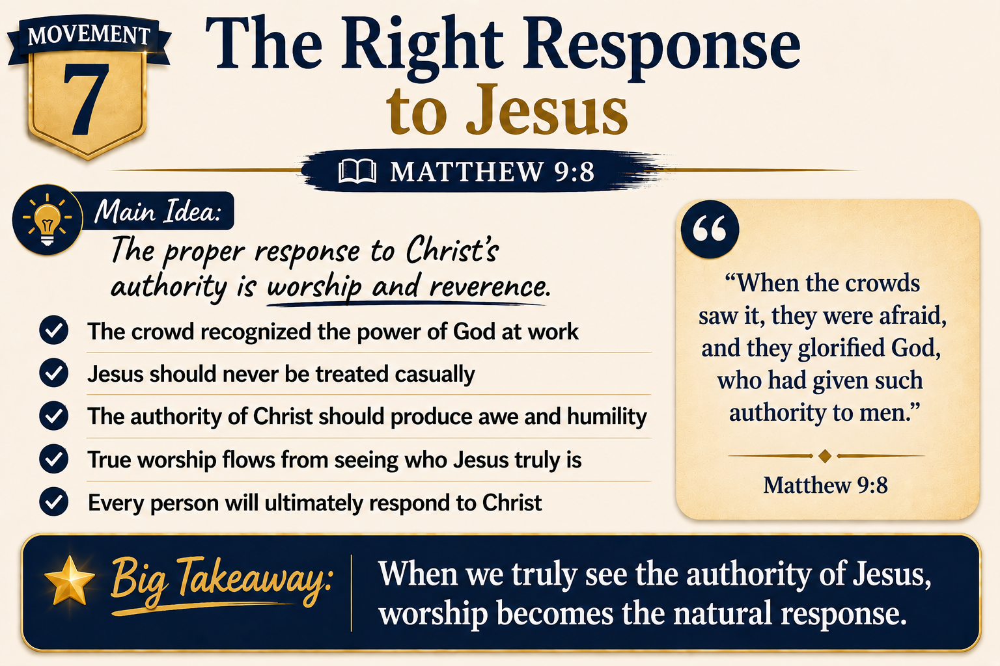 MOVEMENT
7
The Right Response
to Jesus
MATTHEW 9:8
Main Idea:
The proper response to Christ’s
authority is worship and reverence.
The crowd recognized the power of God at work
Jesus should never be treated casually
The authority of Christ should produce awe and humility
True worship flows from seeing who Jesus truly is
Every person will ultimately respond to Christ
“
“When the crowds
saw it, they were afraid,
and they glorified God,
who had given such
authority to men.”
Matthew 9:8
Big Takeaway:
When we truly see the authority of Jesus,
worship becomes the natural response.